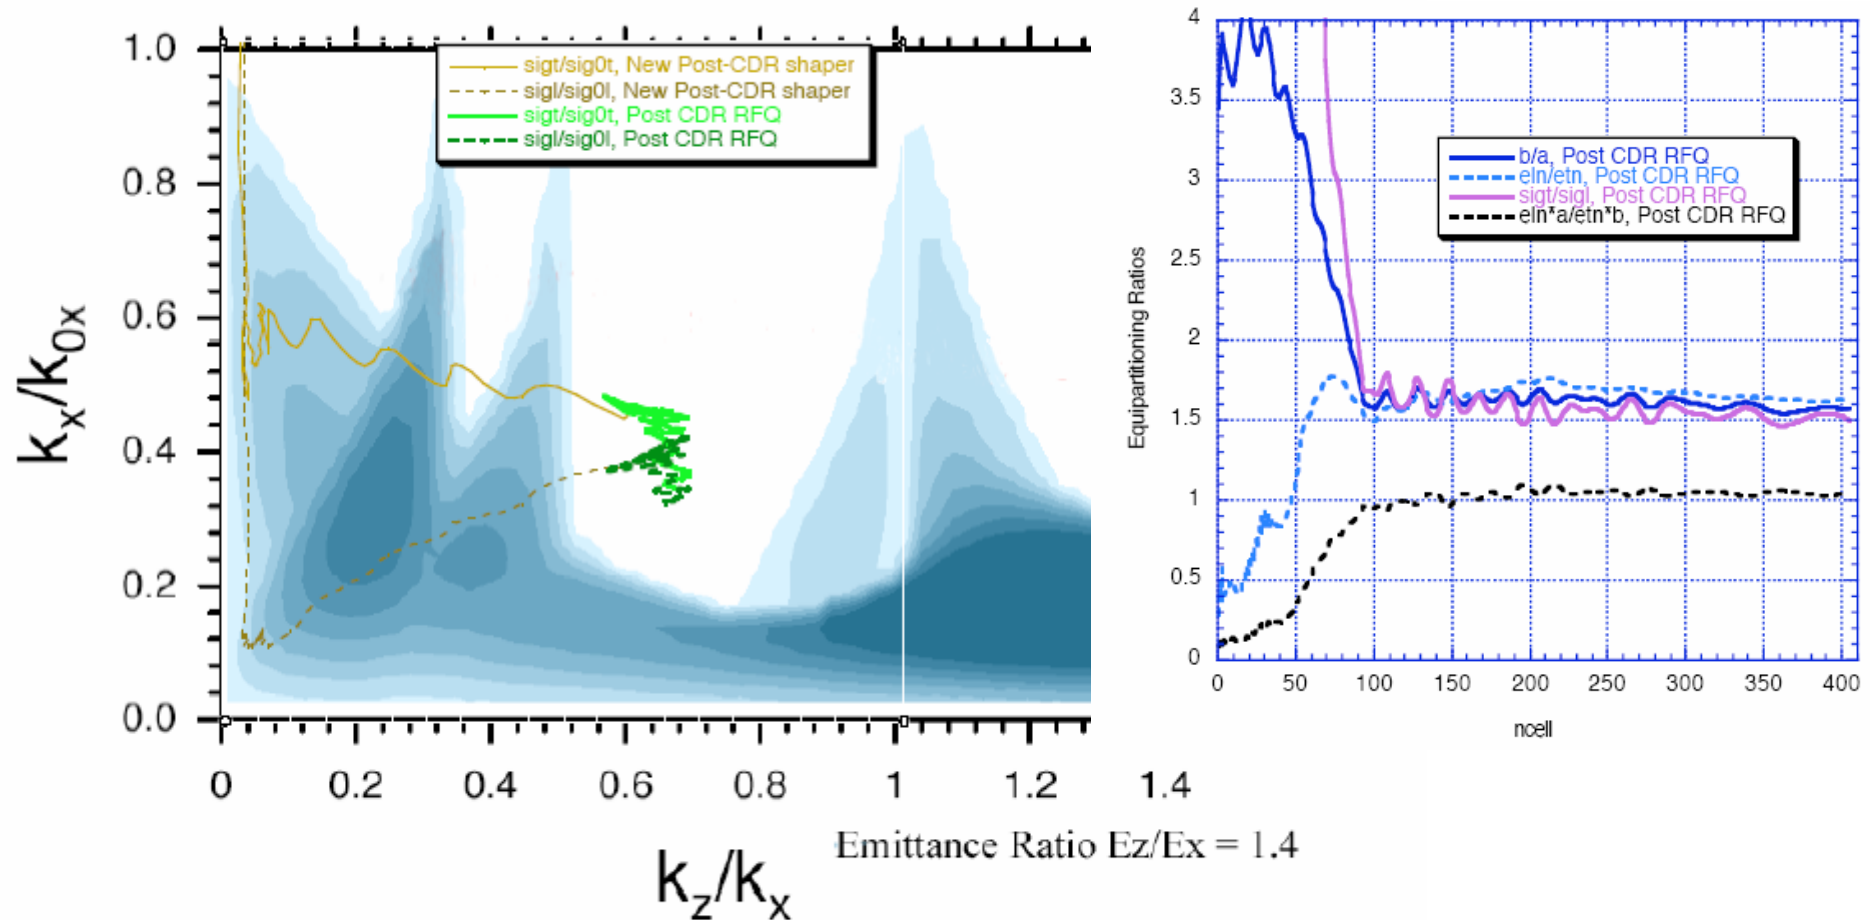 1.0
0.8
0.6
0.4
0.2
0.0
kx/k0x
sigt/sig0t, New Post-CDR shaper
sigl/sig0l, New Post-CDR shaper
sigt/sig0t, Post CDR RFQ
sigl/sig0l, Post CDR RFQ
0 0.2 0.4 0.6 0.8 1 1.2 1.4
Emittance Ratio Ez/Ex = 1.4
kz/kx
4
3.5
3
2.5
2
1.5
1
0.5
0
Equipartitioning Ratios
b/a, Post CDR RFQ
eln/etn, Post CDR RFQ
sigt/sigl, Post CDR RFQ
eln*a/etn*b, Post CDR RFQ
0 50 100 150 200 250 300 350 400
ncell